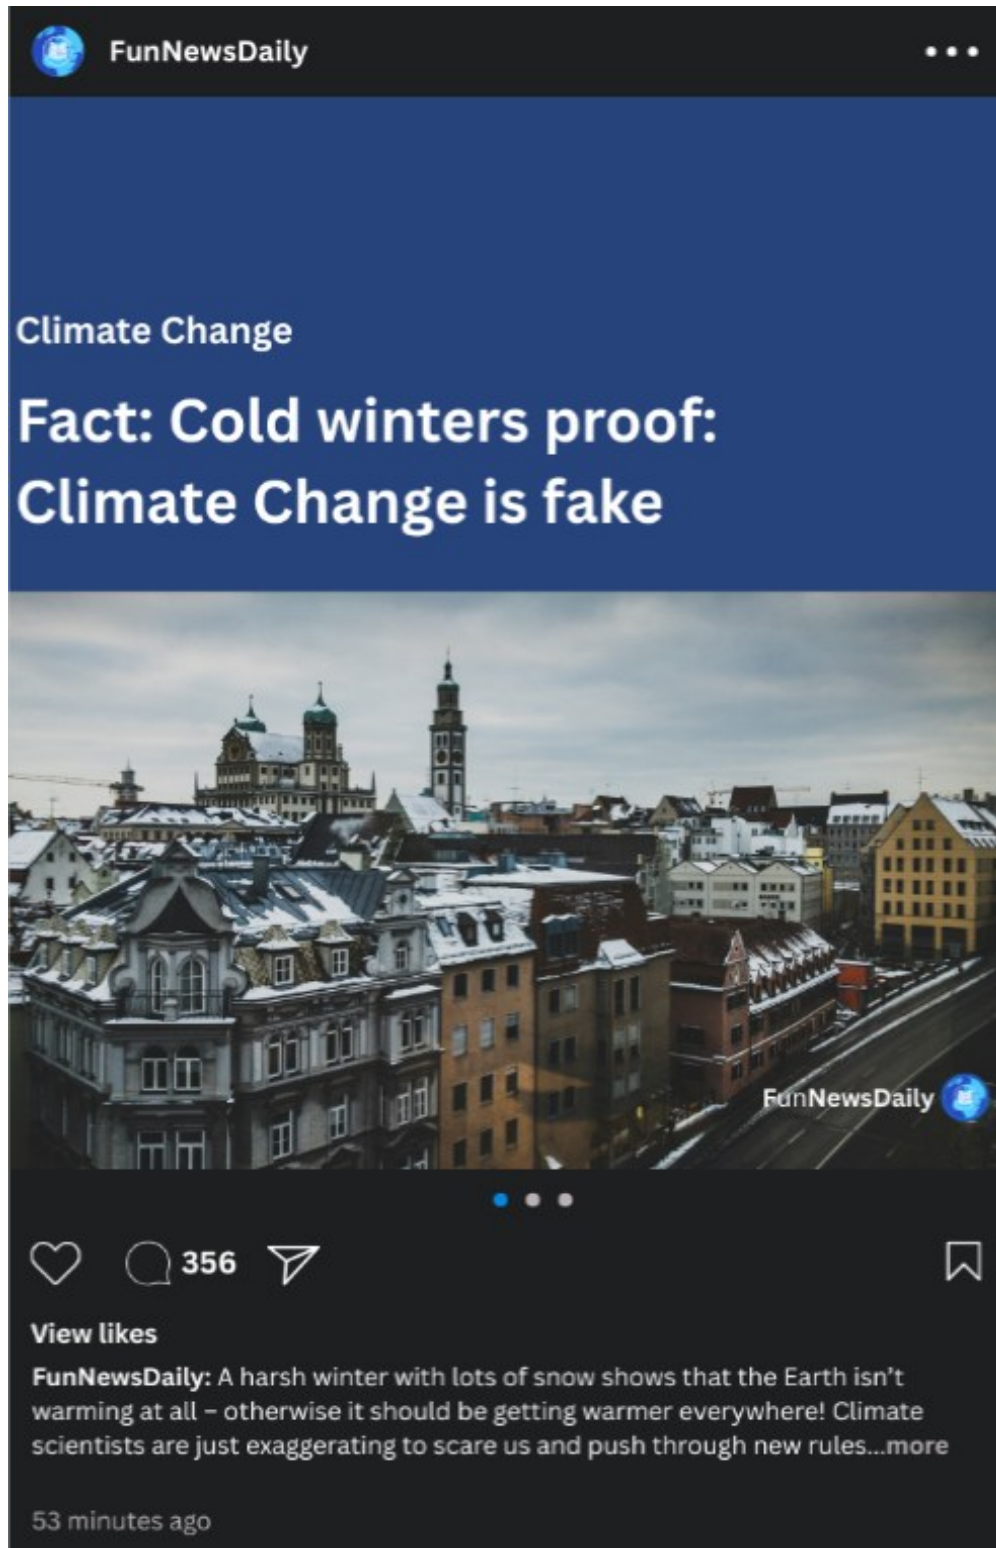 FunNewsDaily
Climate Change
Fact: Cold winters proof:
Climate Change is fake
FunNewsDaily
356
View likes
FunNewsDaily: A harsh winter with lots of snow shows that the Earth isn’t
warming at all – otherwise it should be getting warmer everywhere! Climate
scientists are just exaggerating to scare us and push through new rules...more
53 minutes ago